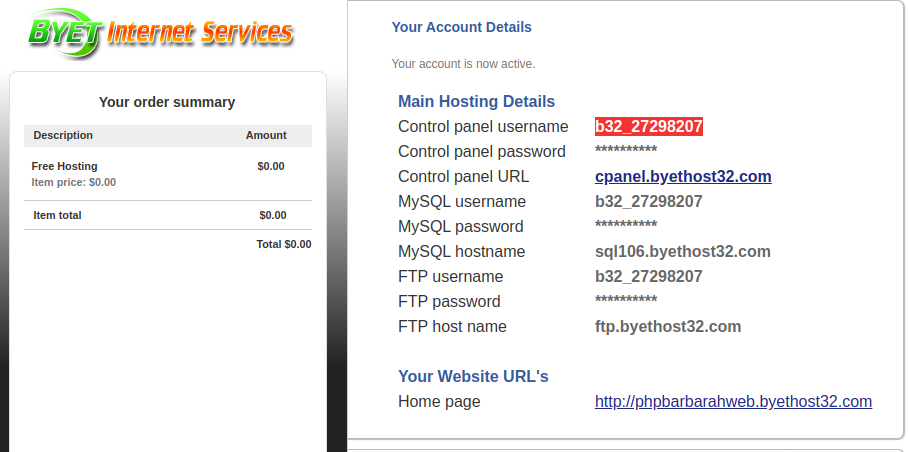 BYET Internet Services
Your order summary
Description Amount
Free Hosting $0.00
Item price: $0.00
Item total $0.00
Total $0.00
Your Account Details
Your account is now active.
Main Hosting Details
Control panel username b32_27298207
Control panel password **********
Control panel URL cpanel.byethost32.com
MySQL username b32_27298207
MySQL password **********
MySQL hostname sql106.byethost32.com
FTP username b32_27298207
FTP password **********
FTP host name ftp.byethost32.com
Your Website URL's
Home page http://phpbarbarahweb.byethost32.com